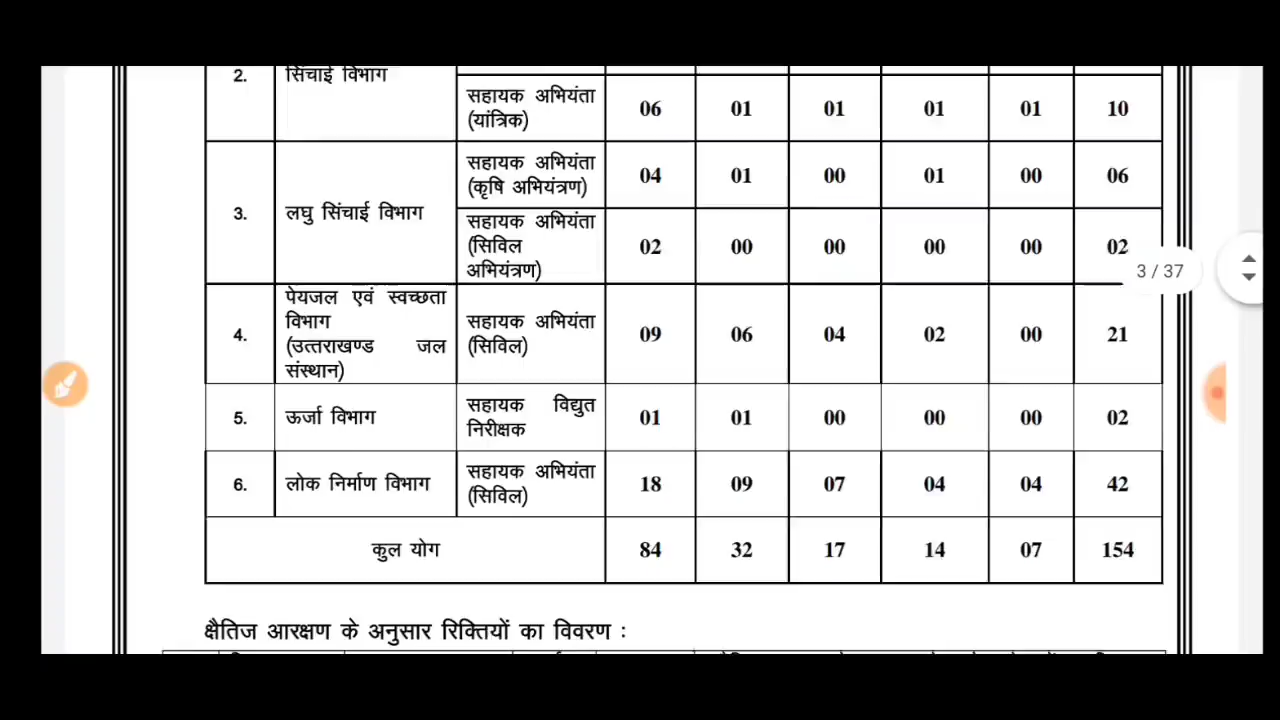 2. सिंचाई विभाग
सहायक अभियंता 06 01 01 01 01 10
(यांत्रिक)
3. लघु सिंचाई विभाग सहायक अभियंता 04 01 00 01 00 06
(कृषि अभियंत्रण)
सहायक अभियंता 02 00 00 00 00 02
(सिविल
अभियंत्रण)
3 / 37
4. पेयजल एवं स्वच्छता सहायक अभियंता 09 06 04 02 00 21
विभाग (सिविल)
(उत्तराखण्ड जल
संस्थान)
5. ऊर्जा विभाग सहायक विद्युत 01 01 00 00 00 02
निरीक्षक
6. लोक निर्माण विभाग सहायक अभियंता 18 09 07 04 04 42
(सिविल)
कुल योग 84 32 17 14 07 154
क्षैतिज आरक्षण के अनुसार रिक्तियों का विवरण :